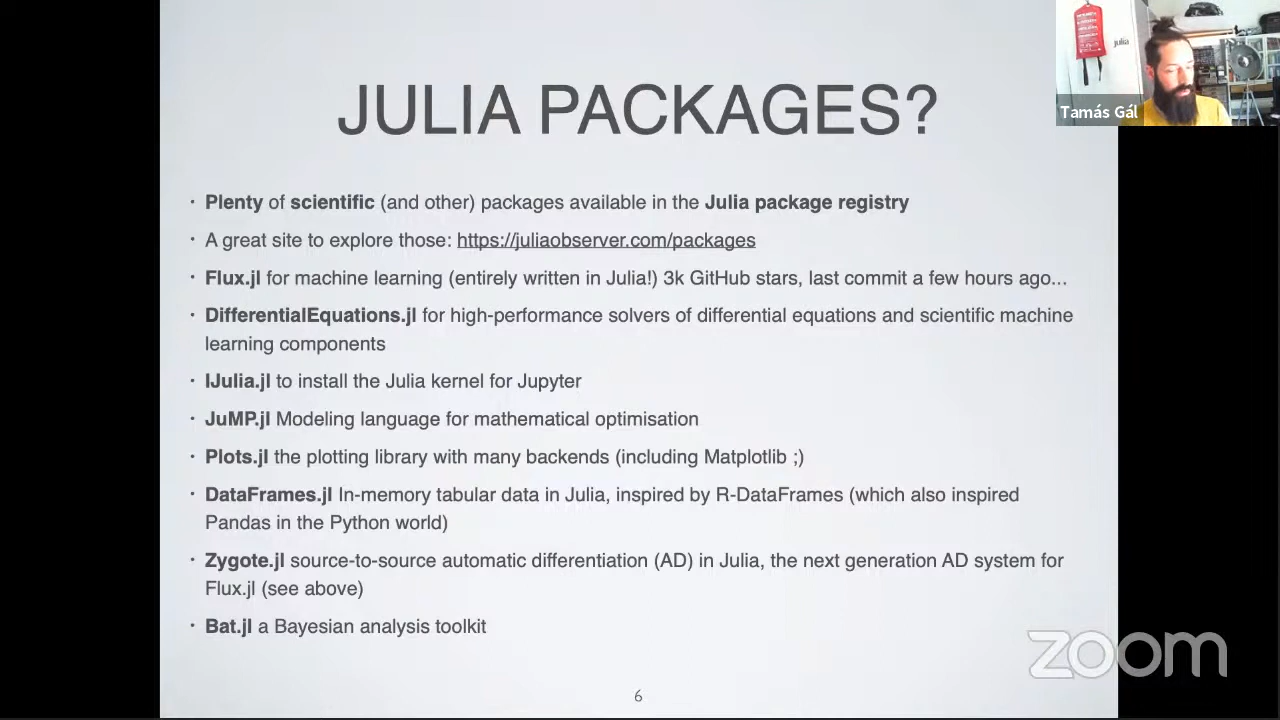 JULIA PACKAGES?
julia
Tamás Gál
· Plenty of scientific (and other) packages available in the Julia package registry
· A great site to explore those: https://juliaobserver.com/packages
· Flux.jl for machine learning (entirely written in Julia!) 3k GitHub stars, last commit a few hours ago...
· DifferentialEquations.jl for high-performance solvers of differential equations and scientific machine
learning components
· IJulia.jl to install the Julia kernel for Jupyter
· JuMP.jl Modeling language for mathematical optimisation
· Plots.jl the plotting library with many backends (including Matplotlib ;)
· DataFrames.jl In-memory tabular data in Julia, inspired by R-DataFrames (which also inspired
Pandas in the Python world)
· Zygote.jl source-to-source automatic differentiation (AD) in Julia, the next generation AD system for
Flux.jl (see above)
· Bat.jl a Bayesian analysis toolkit
zoom
6